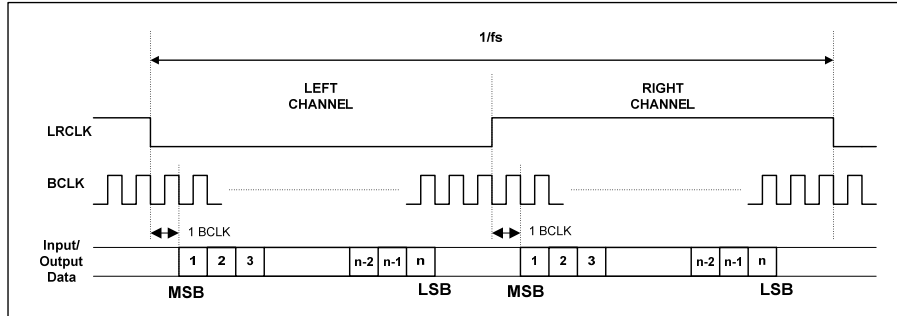 1/fs
LEFT
CHANNEL
RIGHT
CHANNEL
LRCLK
BCLK
1 BCLK
1 BCLK
Input/
Output
Data
1 2 3 n-2 n-1 n 1 2 3 n-2 n-1 n
MSB LSB MSB LSB